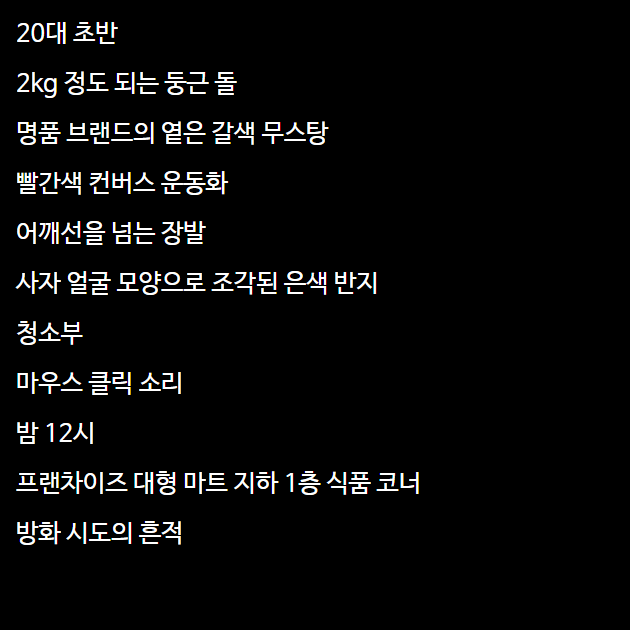 20대 초반
2kg 정도 되는 둥근 돌
명품 브랜드의 옅은 갈색 무스탕
빨간색 컨버스 운동화
어깨선을 넘는 장발
사자 얼굴 모양으로 조각된 은색 반지
청소부
마우스 클릭 소리
밤 12시
프랜차이즈 대형 마트 지하 1층 식품 코너
방화 시도의 흔적